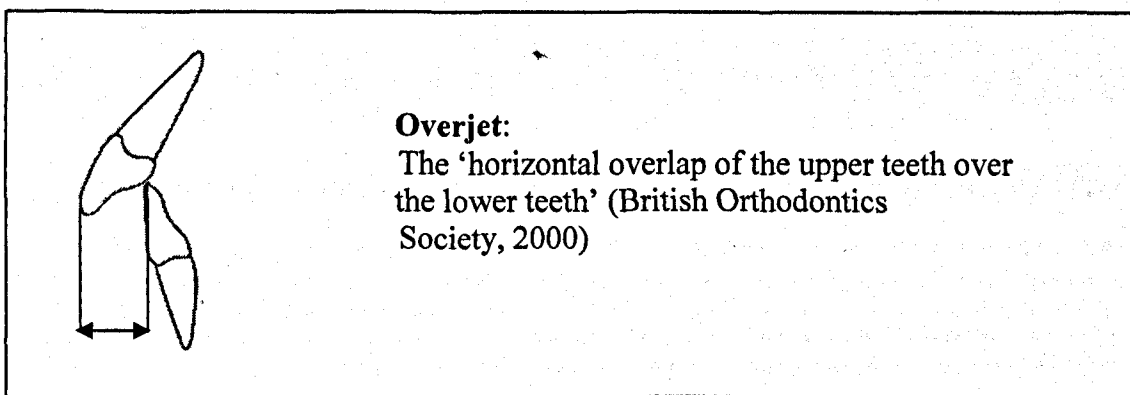 Overjet:
The ‘horizontal overlap of the upper teeth over
the lower teeth’ (British Orthodontics
Society, 2000)